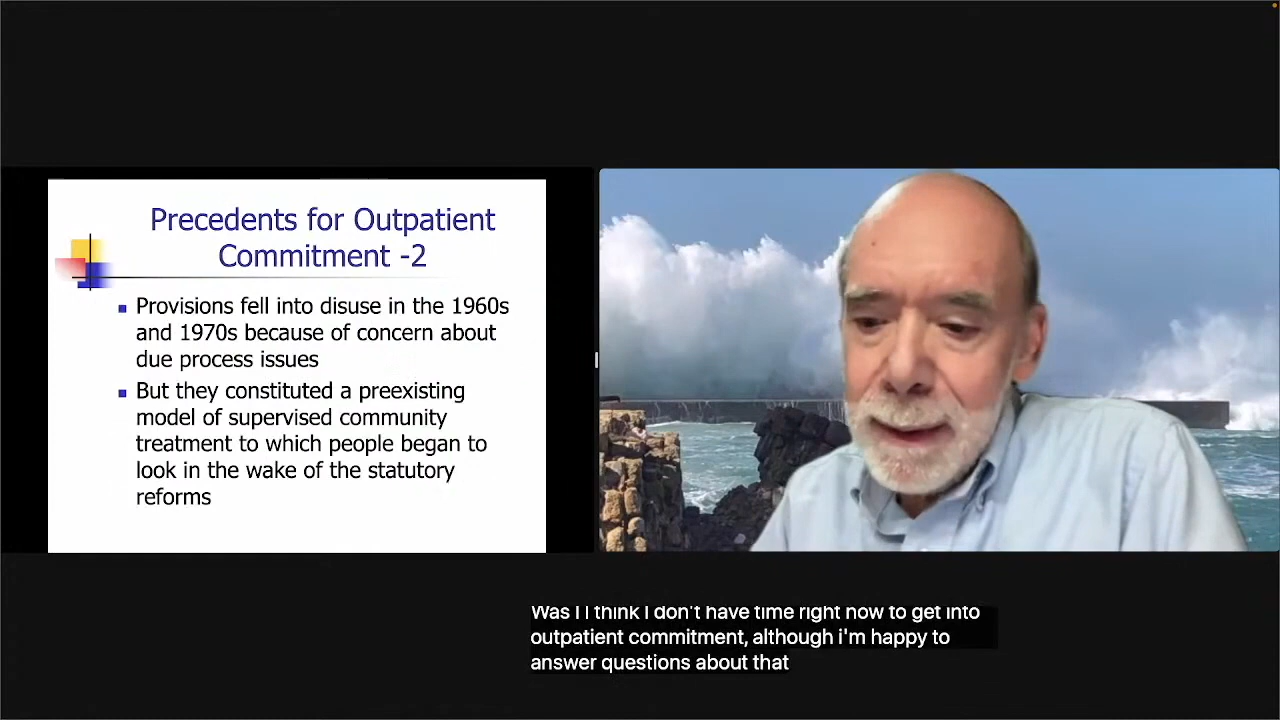 Precedents for Outpatient
Commitment -2
Provisions fell into disuse in the 1960s
and 1970s because of concern about
due process issues
But they constituted a preexisting
model of supervised community
treatment to which people began to
look in the wake of the statutory
reforms
Was I I think I don't have time right now to get into
outpatient commitment, although i'm happy to
answer questions about that